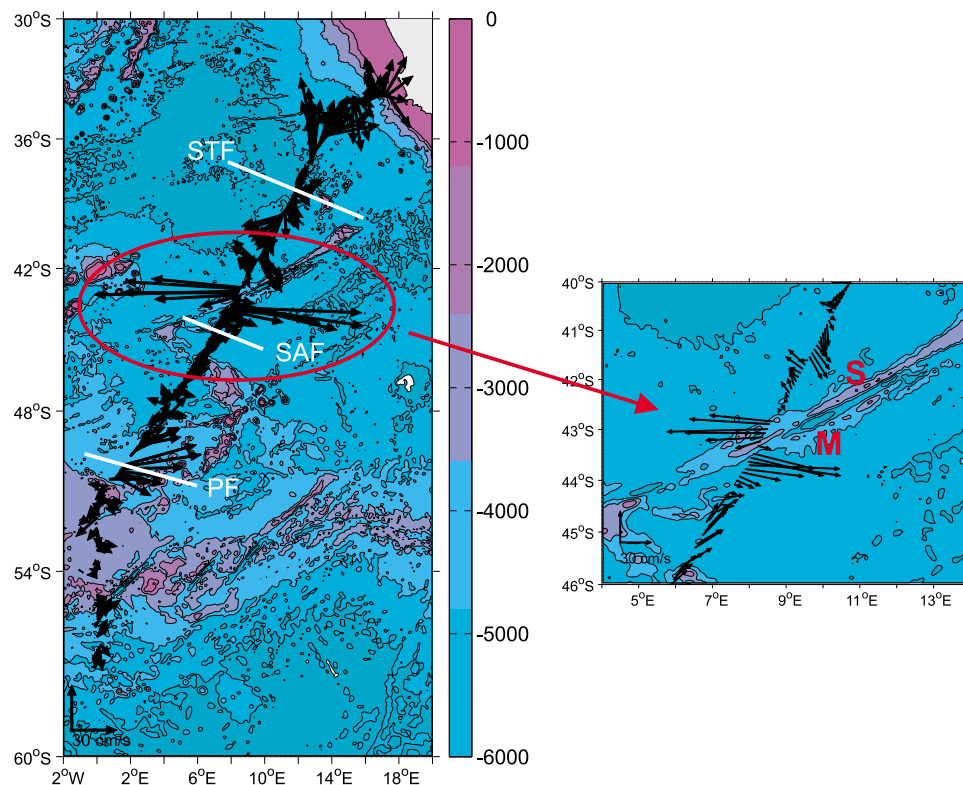 30°S
36°S
42°S
48°S
54°S
60°S
2°W
2°E
6°E
10°E
14°E
18°E
STF
SAF
PF
30 cm/s
0
-1000
-2000
-3000
-4000
-5000
-6000
40°S
41°S
42°S
43°S
44°S
45°S
46°S
5°E
7°E
9°E
11°E
13°E
S
M
30 cm/s